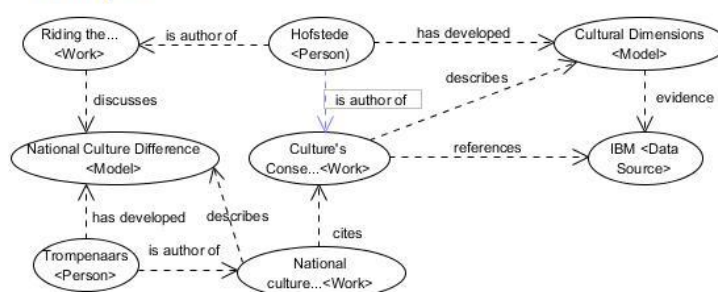 Riding the...
<Work>
is author of
Hofstede
<Person)
has developed
Cultural Dimensions
<Model>
describes
discusses
is author of
evidence
National Culture Difference
<Model>
Culture's
Conse...<Work>
references
IBM <Data
Source>
has developed
describes
cites
Trompenaars
<Person>
is author of
National
culture...<Work>